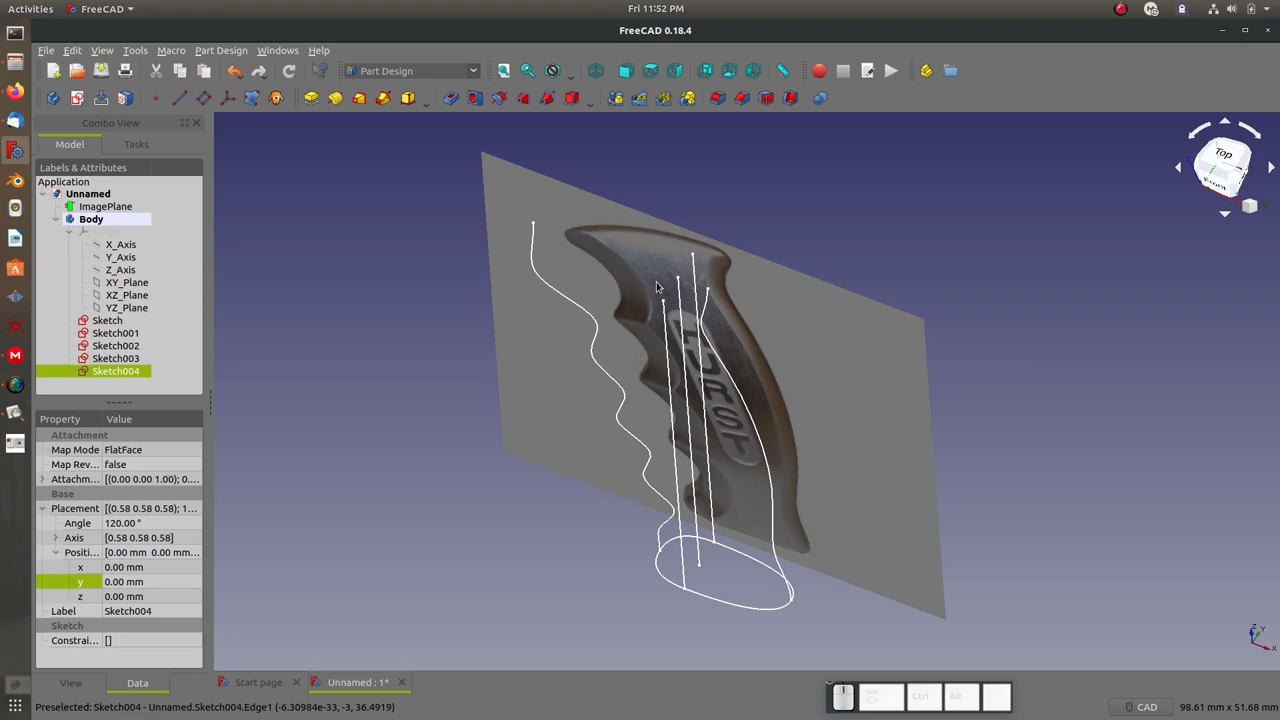 Activities
FreeCAD
Fri 11:52 PM
FreeCAD 0.18.4
File Edit View Tools Macro Part Design Windows Help
Part Design
Combo View
Model Tasks
Labels & Attributes
Application
Unnamed
ImagePlane
Body
X_Axis
Y_Axis
Z_Axis
XY_Plane
XZ_Plane
YZ_Plane
Sketch
Sketch001
Sketch002
Sketch003
Sketch004
Property Value
Attachment
Map Mode FlatFace
Map Rev... false
Attachm... [(0.00 0.00 1.00); 0....
Base
Placement [(0.58 0.58 0.58); 1...
Angle 120.00 °
Axis [0.58 0.58 0.58]
Positi... [0.00 mm 0.00 mm...
x 0.00 mm
y 0.00 mm
z 0.00 mm
Label Sketch004
Sketch
Constrai... []
View Data
Top
Front
Z
Y
X
Start page
Unnamed : 1*
Ctrl
Alt
Preselected: Sketch004 - Unnamed.Sketch004.Edge1 (-6.30984e-33, -3, 36.4919)
CAD
98.61 mm x 51.68 mm